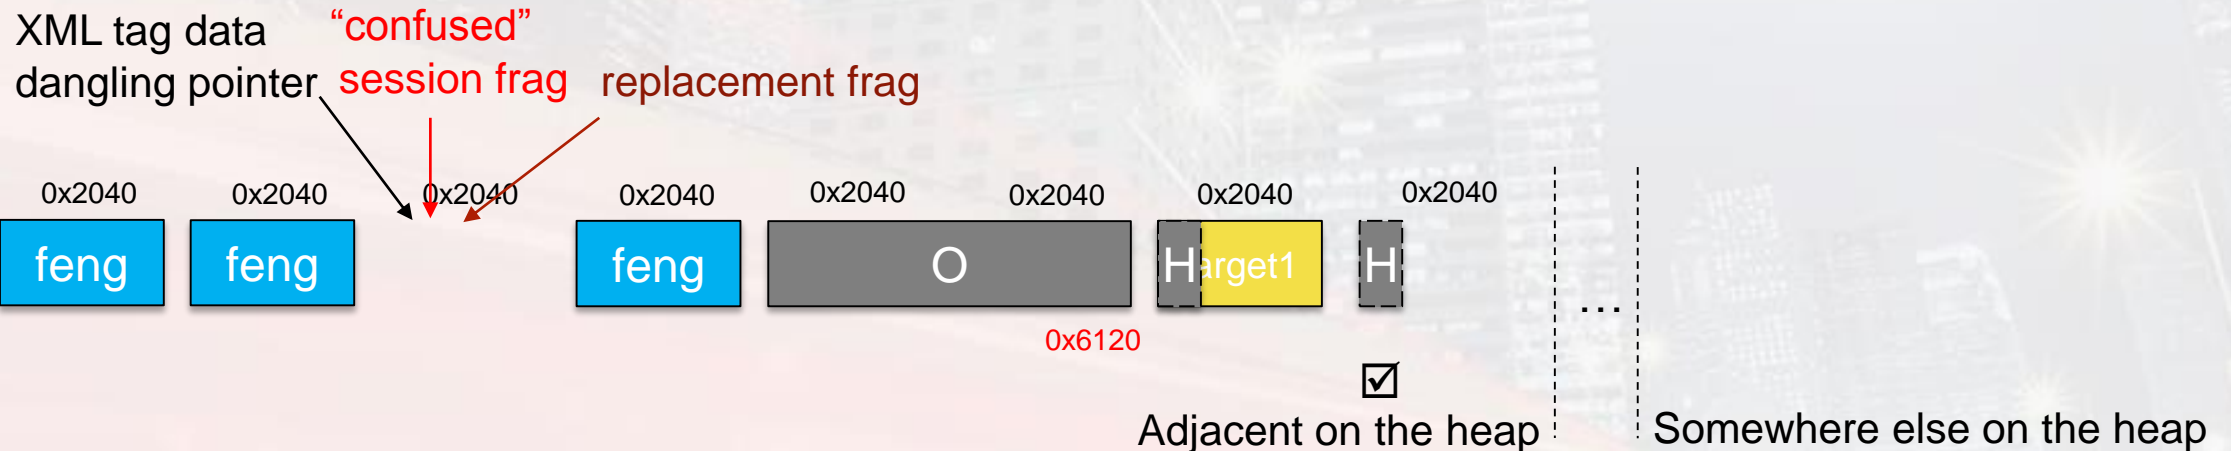 XML tag data
dangling pointer
“confused”
session frag
replacement frag
0x2040 0x2040 0x2040 0x2040 0x2040 0x2040 0x2040 0x2040
feng feng feng O H arget1 H
...
0x6120
☑
Adjacent on the heap
Somewhere else on the heap